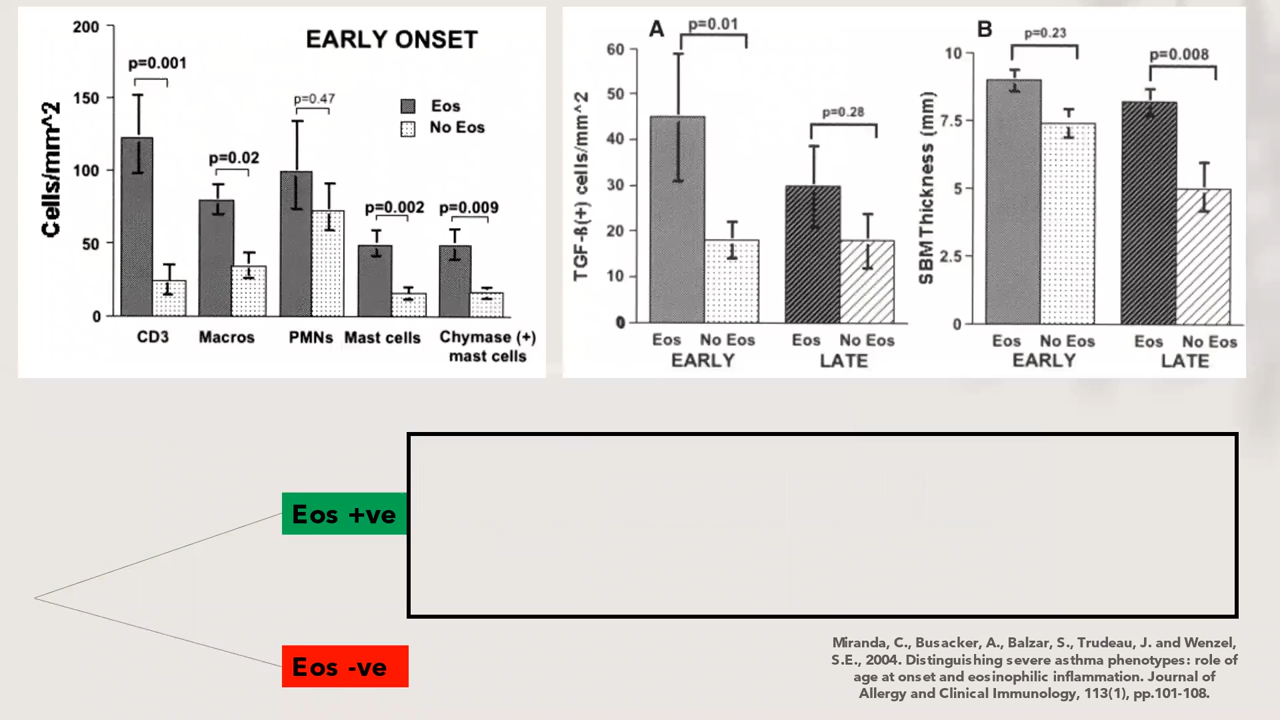 EARLY ONSET
Cells/mm^2
200
150
100
50
0
p=0.001
p=0.02
p=0.47
p=0.002
p=0.009
Eos
No Eos
CD3
Macros
PMNs
Mast cells
Chymase (+)
mast cells
A
p=0.01
TGF-ß(+) cells/mm^2
60
50
40
30
20
10
0
p=0.28
Eos
No Eos
Eos
No Eos
EARLY
LATE
B
p=0.23
p=0.008
SBM Thickness (mm)
10
7.5
5
2.5
0
Eos
No Eos
Eos
No Eos
EARLY
LATE
Eos +ve
Eos -ve
Miranda, C., Busacker, A., Balzar, S., Trudeau, J. and Wenzel,
S.E., 2004. Distinguishing severe asthma phenotypes: role of
age at onset and eosinophilic inflammation. Journal of
Allergy and Clinical Immunology, 113(1), pp.101-108.